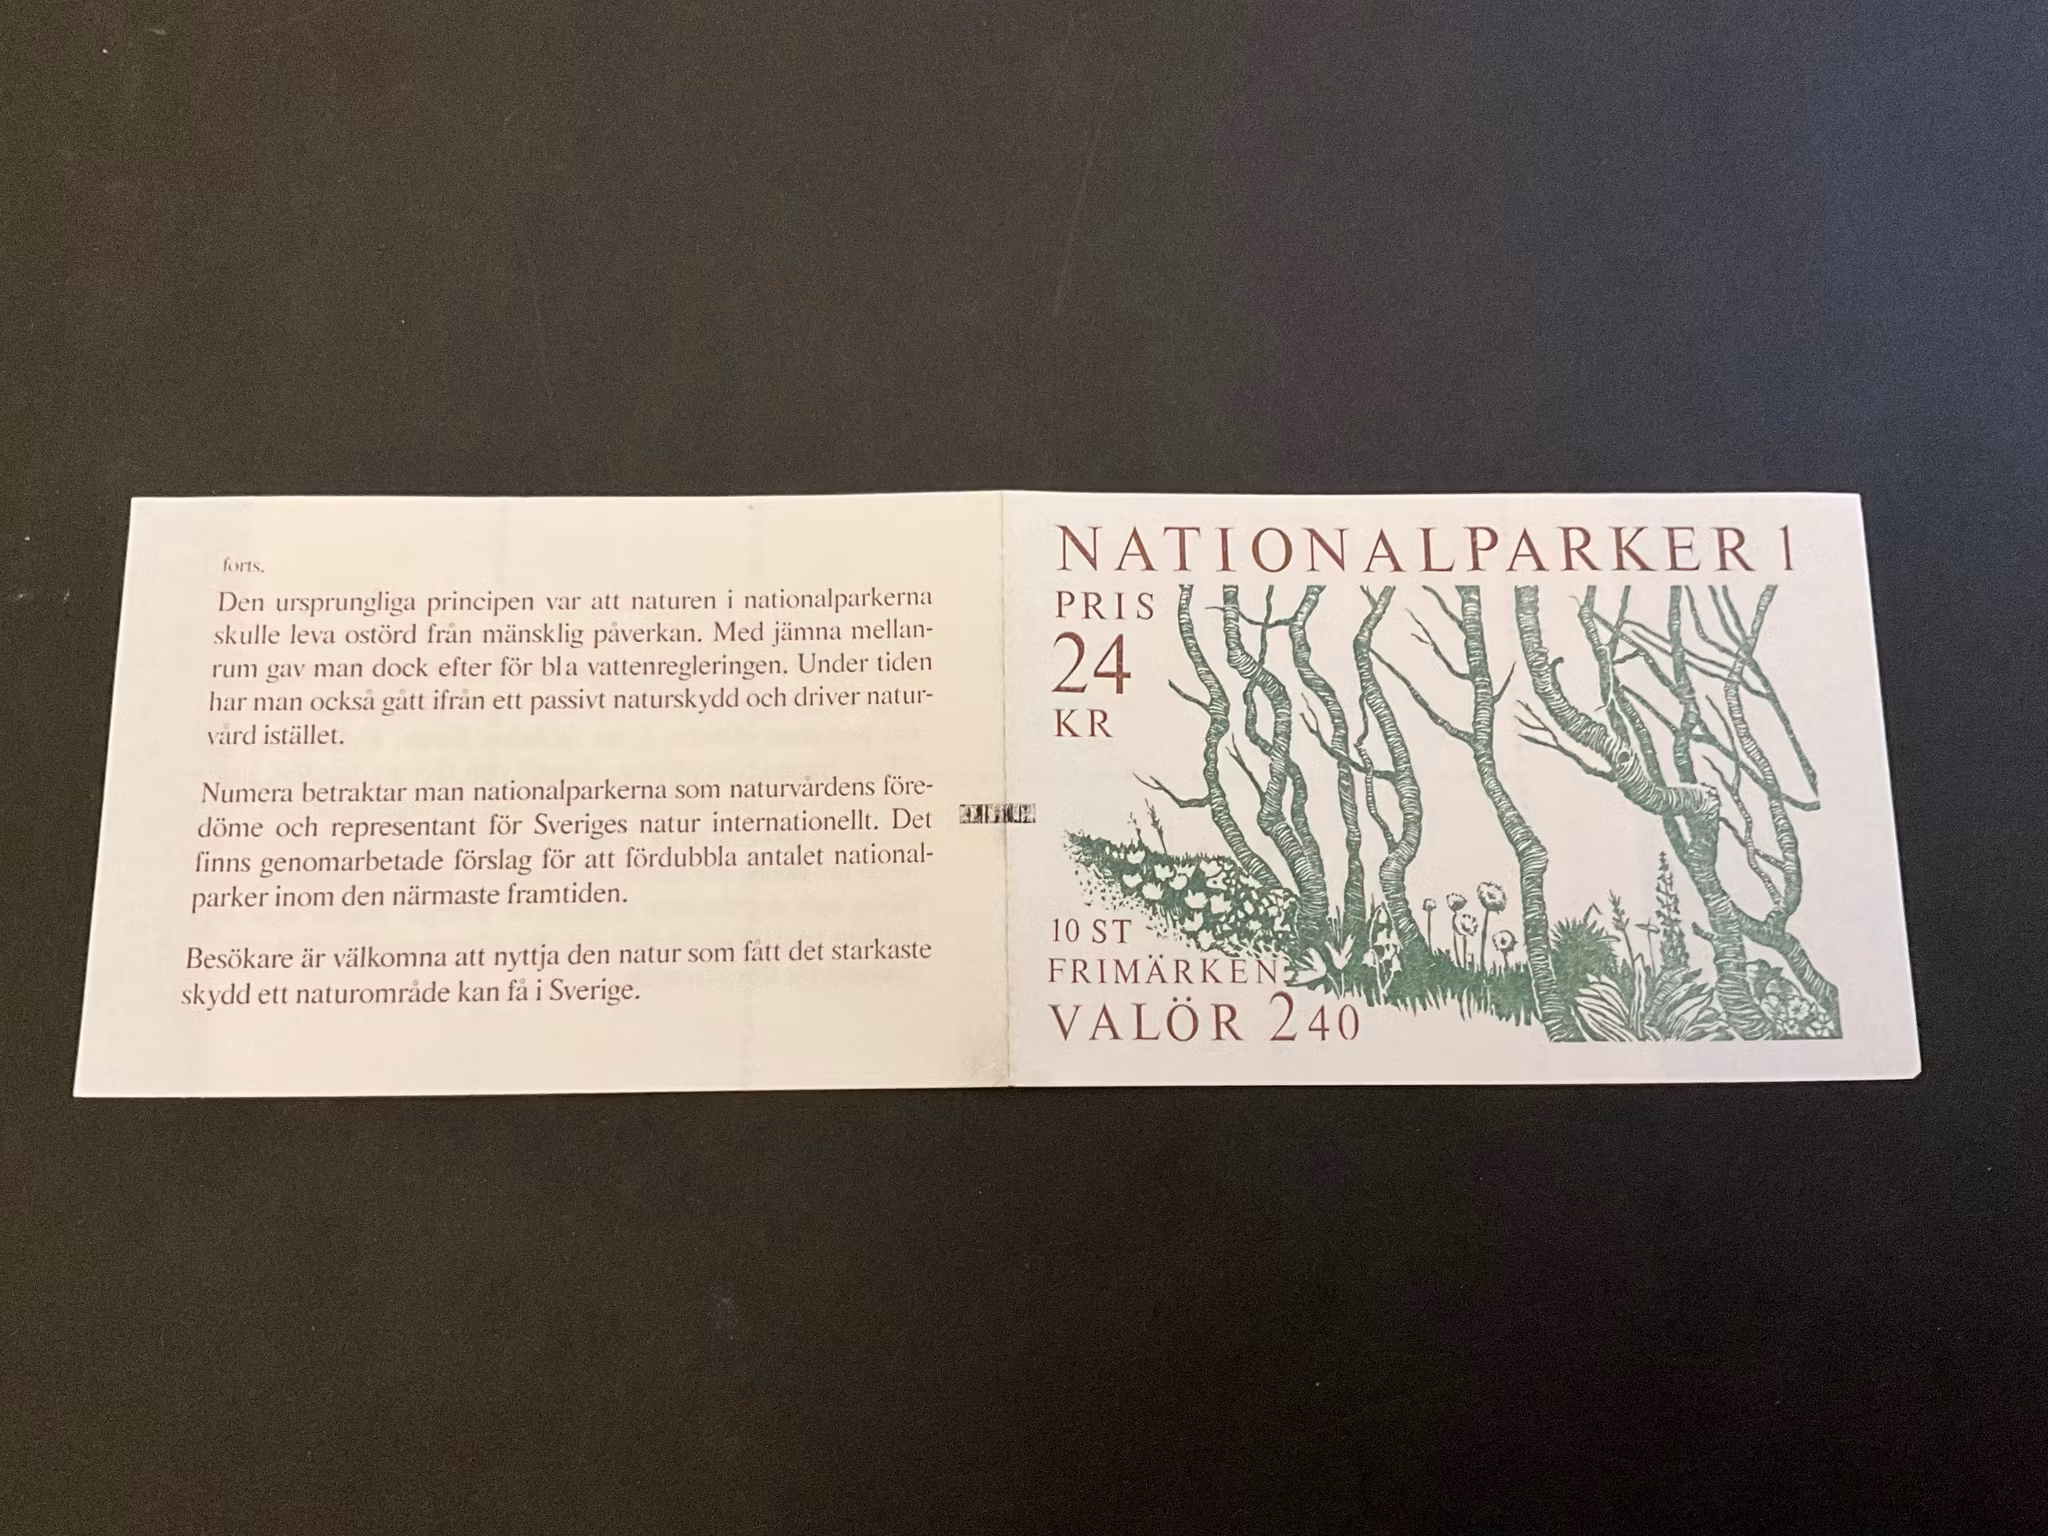 forts.
Den ursprungliga principen var att naturen i nationalparkerna
skulle leva ostörd från mänsklig påverkan. Med jämna mellan-
rum gav man dock efter för bl a vattenregleringen. Under tiden
har man också gått ifrån ett passivt naturskydd och driver natur-
vård istället.
Numera betraktar man nationalparkerna som naturvårdens före-
döme och representant för Sveriges natur internationellt. Det
finns genomarbetade förslag för att fördubbla antalet national-
parker inom den närmaste framtiden.
Besökare är välkomna att nyttja den natur som fått det starkaste
skydd ett naturområde kan få i Sverige.
NATIONALPARKER 1
PRIS
24
KR
10 ST
FRIMÄRKEN
VALÖR 2 40